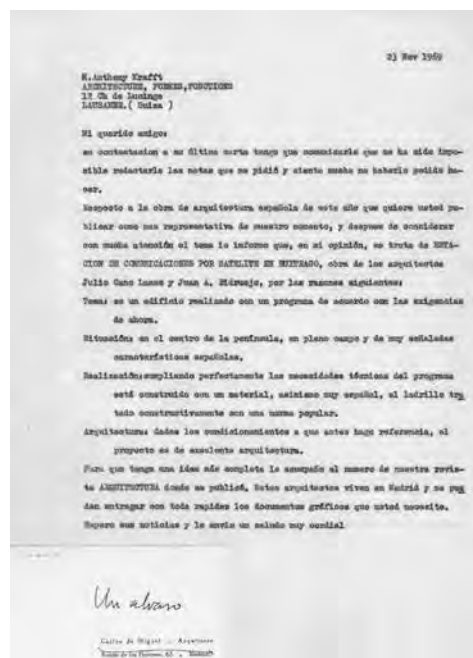 23 Nov 1969
M. Anthony Krafft
ARCHITECTURE, FORMES, FONCTIONS
LAUSANNE. ( Suiza )
Mi querido amigo:
en contestacion a su última carta tengo que comunicarle que me ha sido impo-
sible redactarle las notas que me pidió y siento mucho no haberlo podido ha-
cer.
Respecto a la obra de arquitectura española de este año que quiere usted pu-
blicar como mas representativa de nuestro momento, y despues de considerar
con mucha atención el tema le informo que, en mi opinión, se trata de ESTA-
CION DE COMUNICACIONES POR SATELITE EN BUITRAGO, obra de los arquitectos
Julio Cano Lasso y Juan A. Ridruejo, por las razones siguientes:
Tema: es un edificio realizado con un programa de acuerdo con las exigencias
de ahora.
Situación: en el centro de la península, en pleno campo y de muy señaladas
características españolas.
Realización: cumpliendo perfectamente las necesidades técnicas del programa
está construido con un material, asimismo muy español, el ladrillo tra
tado constructivamente con una norma popular.
Arquitectura: dados los condicionamientos a que antes hago referencia, el
proyecto es de excelente arquitectura.
Para que tenga una idea más completa le acompaño el numero de nuestra revis-
ta ARQUITECTURA donde se publicó. Estos arquitectos viven en Madrid y me pue
den entregar con toda rapidez los documentos gráficos que usted necesite.
Espero sus noticias y le envio un saludo muy cordial
Un abrazo
Carlos de Miguel - Arquitecto